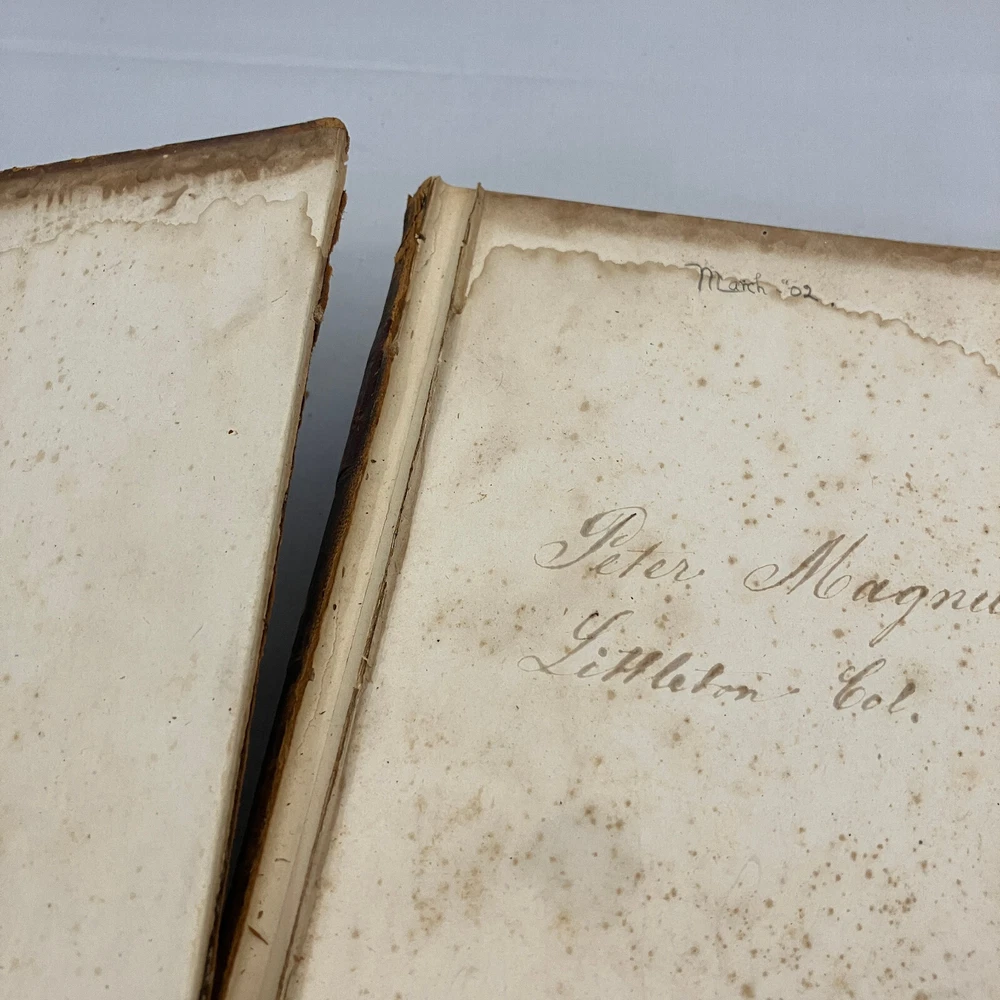 March '02.
Peter Magnu
Littleton Col.